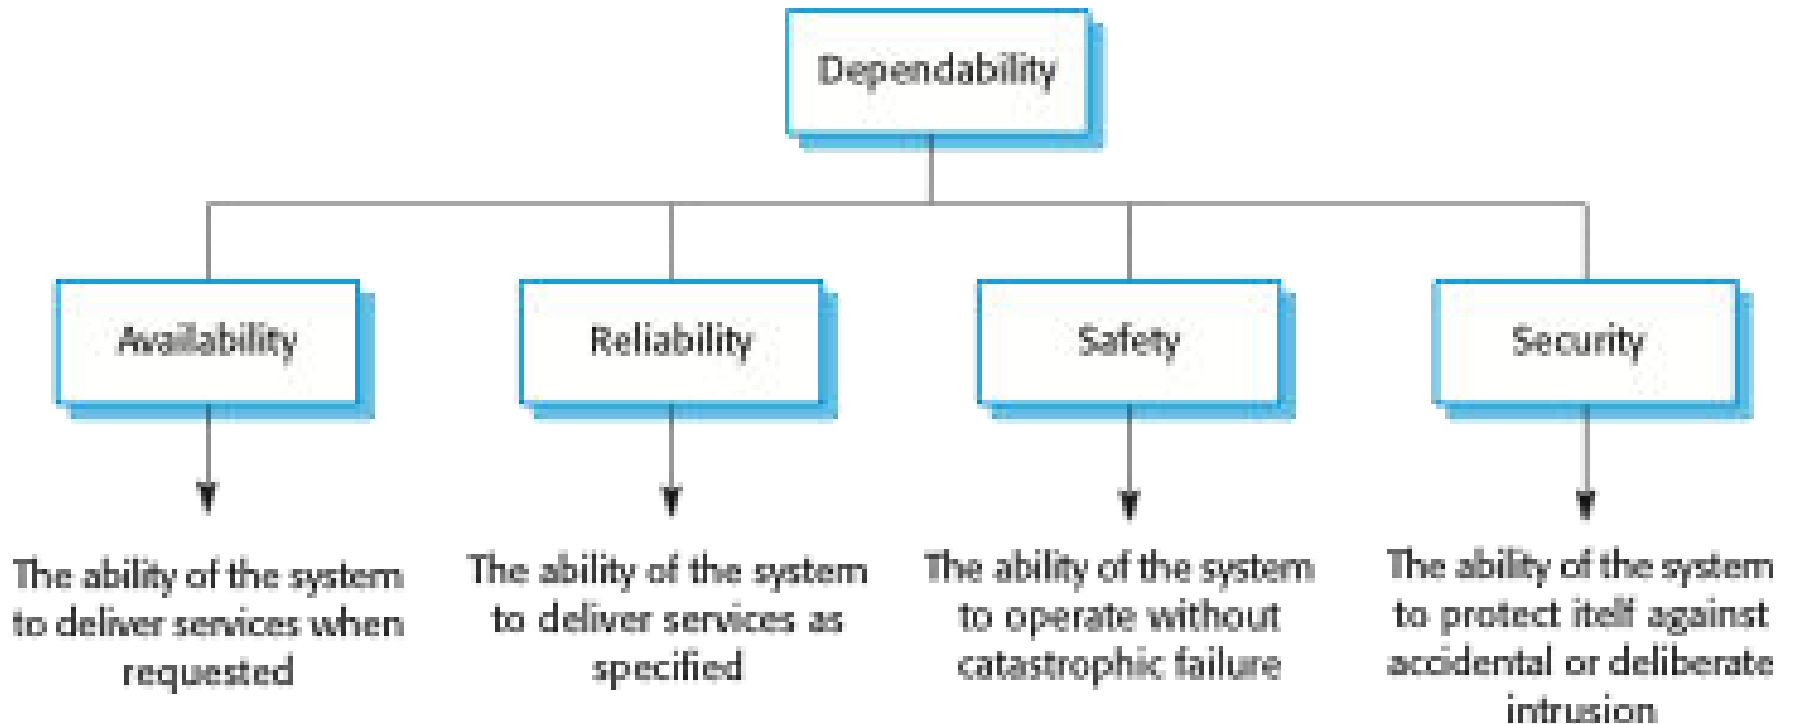 Dependability
Availability
Reliability
Safety
Security
The ability of the system
to deliver services when
requested
The ability of the system
to deliver services as
specified
The ability of the system
to operate without
catastrophic failure
The ability of the system
to protect itelf against
accidental or deliberate
intrusion